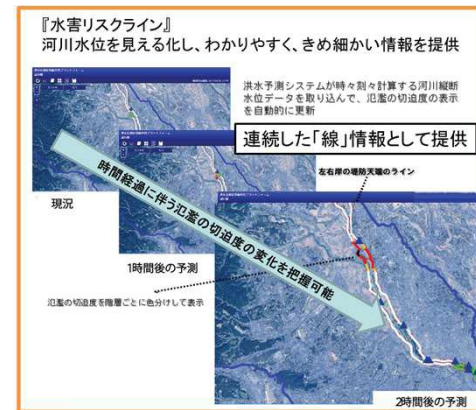 『水害リスクライン』
河川水位を見える化し、わかりやすく、きめ細かい情報を提供
洪水予測システムが時々刻々計算する河川縦断
水位データを取り込んで、氾濫の切迫度の表示
を自動的に更新
連続した「線」情報として提供
左右岸の堤防天端のライン
時間経過に伴う氾濫の切迫度の変化を把握可能
現況
1時間後の予測
氾濫の切迫度を階層ごとに色分けして表示
2時間後の予測